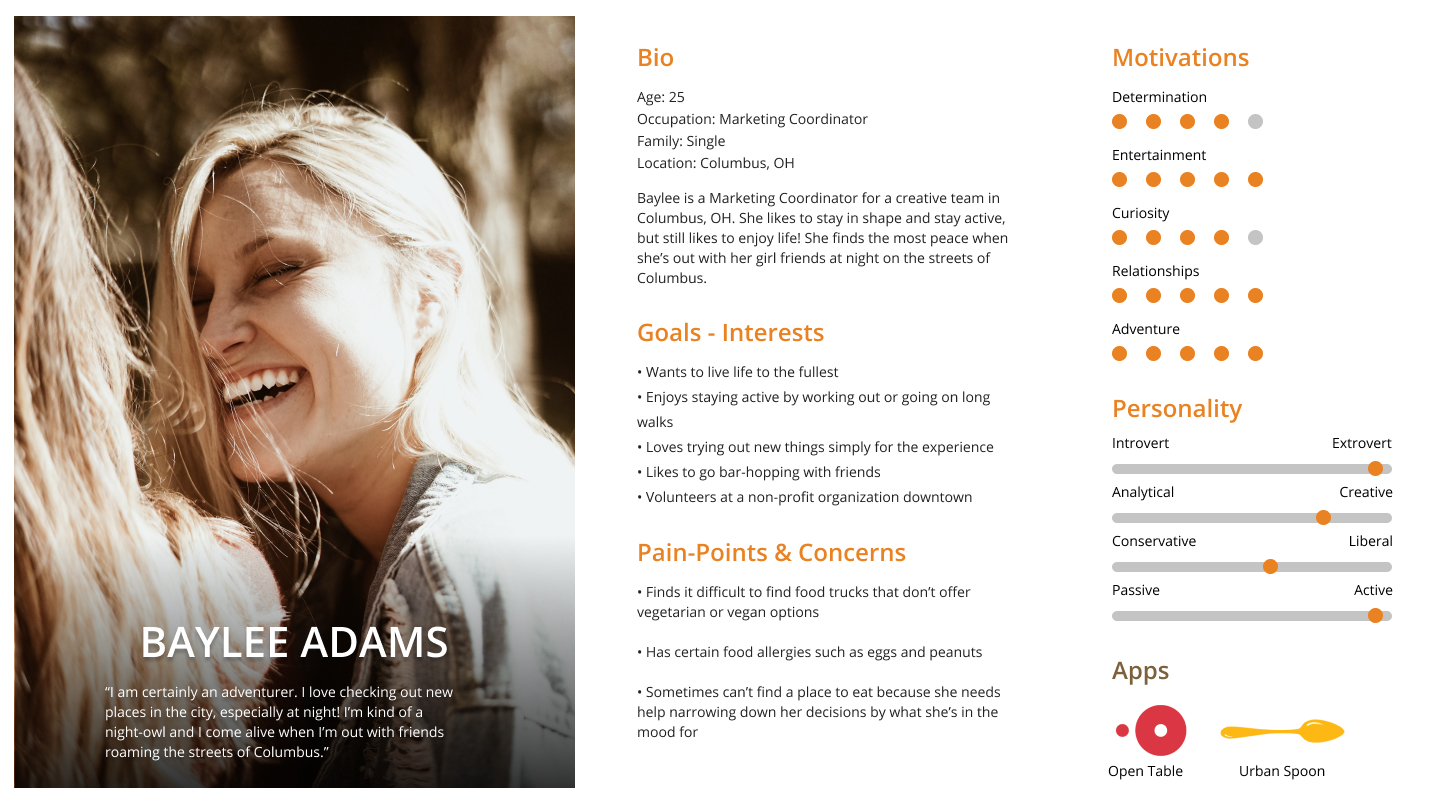 BAYLEE ADAMS
“I am certainly an adventurer. I love checking out new
places in the city, especially at night! I’m kind of a
night-owl and I come alive when I’m out with friends
roaming the streets of Columbus.”
Bio
Age: 25
Occupation: Marketing Coordinator
Family: Single
Location: Columbus, OH
Baylee is a Marketing Coordinator for a creative team in
Columbus, OH. She likes to stay in shape and stay active,
but still likes to enjoy life! She finds the most peace when
she’s out with her girl friends at night on the streets of
Columbus.
Goals - Interests
• Wants to live life to the fullest
• Enjoys staying active by working out or going on long
walks
• Loves trying out new things simply for the experience
• Likes to go bar-hopping with friends
• Volunteers at a non-profit organization downtown
Pain-Points & Concerns
• Finds it difficult to find food trucks that don’t offer
vegetarian or vegan options
• Has certain food allergies such as eggs and peanuts
• Sometimes can’t find a place to eat because she needs
help narrowing down her decisions by what she’s in the
mood for
Motivations
Determination
Entertainment
Curiosity
Relationships
Adventure
Personality
Introvert Extrovert
Analytical Creative
Conservative Liberal
Passive Active
Apps
Open Table Urban Spoon